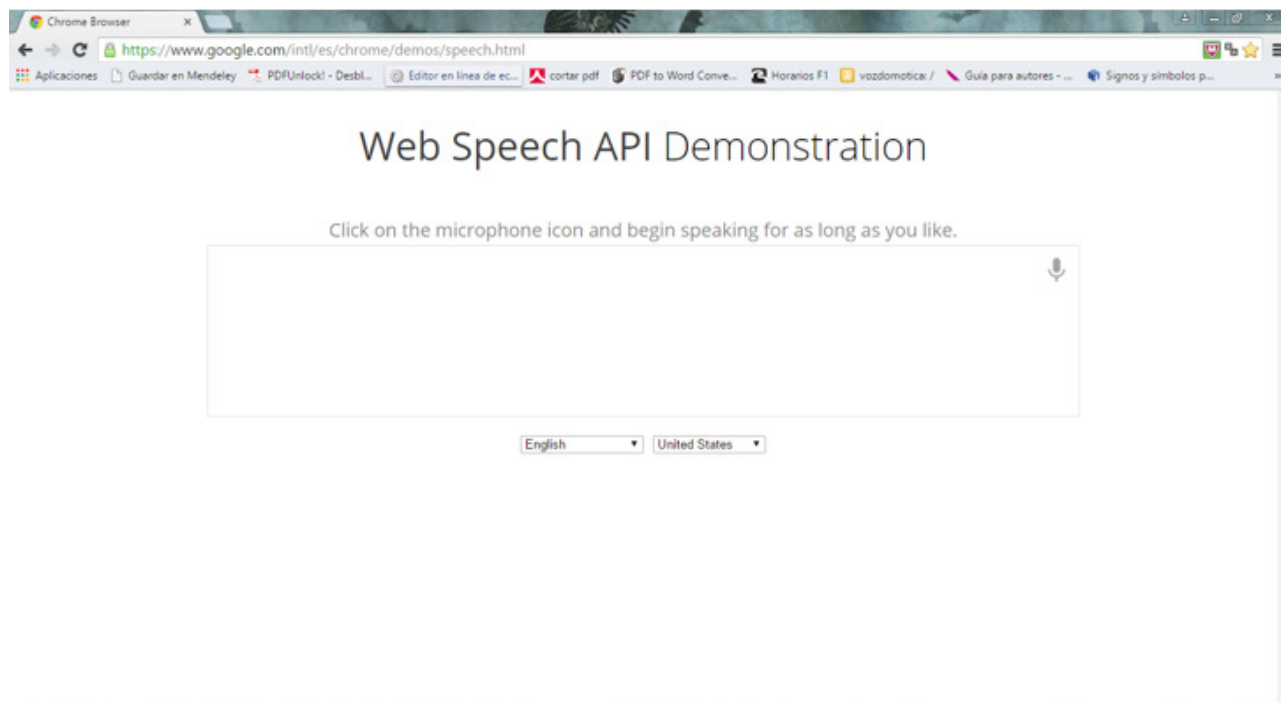 Chrome Browser
https://www.google.com/intl/es/chrome/demos/speech.html
Aplicaciones Guardar en Mendeley PDFUnlock! - Desbl... Editor en línea de ec... cortar pdf PDF to Word Conve... Horarios F1 vozdomotica: / Guía para autores - ... Signos y símbolos p...
Web Speech API Demonstration
Click on the microphone icon and begin speaking for as long as you like.
English United States